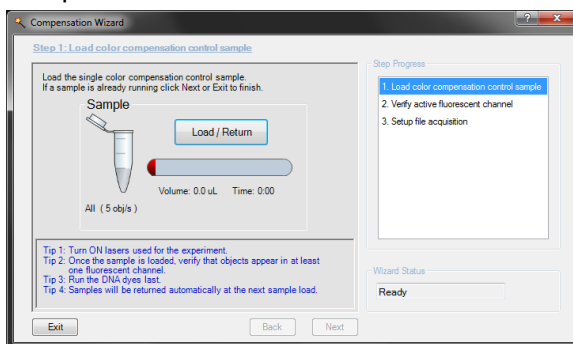 Compensation Wizard
Step 1: Load color compensation control sample
Load the single color compensation control sample.
If a sample is already running click Next or Exit to finish.
Sample
Load / Return
Volume: 0.0 uL Time: 0:00
All ( 5 obj/s )
Tip 1: Turn ON lasers used for the experiment.
Tip 2: Once the sample is loaded, verify that objects appear in at least
one fluorescent channel.
Tip 3: Run the DNA dyes last.
Tip 4: Samples will be returned automatically at the next sample load.
Exit
Back
Next
Step Progress
1. Load color compensation control sample
2. Verify active fluorescent channel
3. Setup file acquisition
Wizard Status
Ready